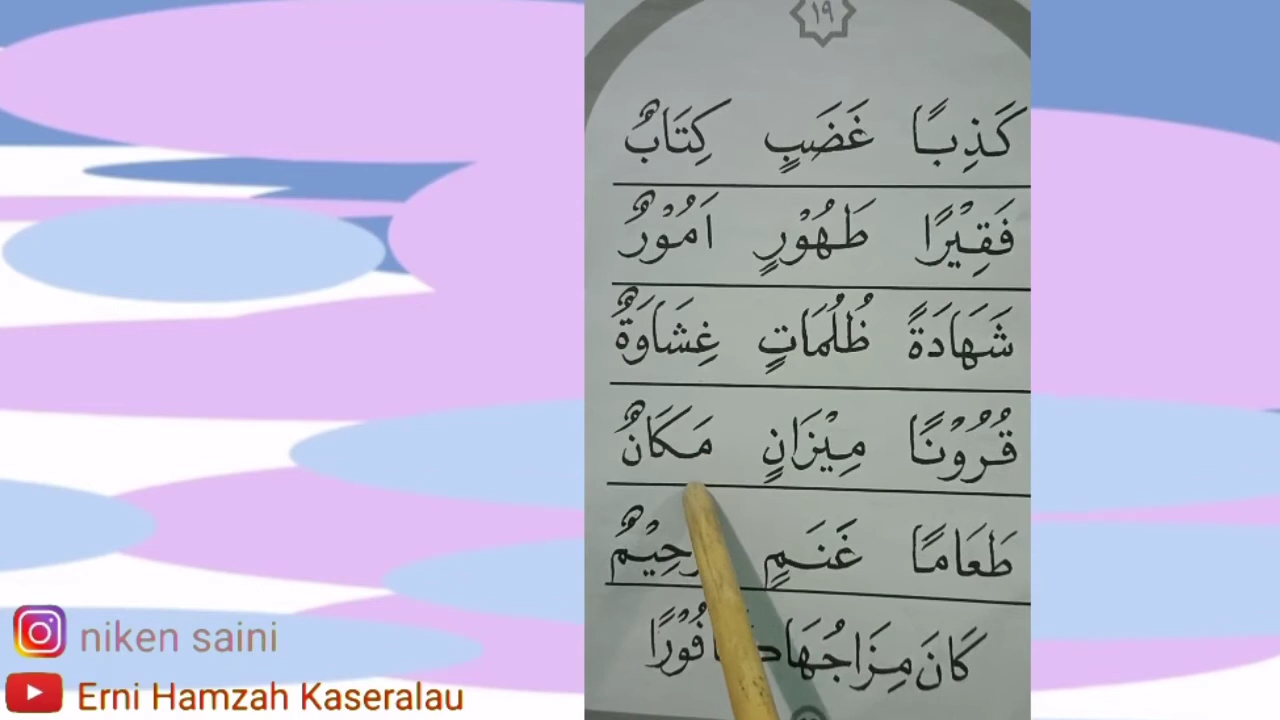 ١٩
كَذِبًا غَضَبٍ كِتَابٌ
فَقِيْرًا طَهُوْرٍ اَمُوْرٌ
شَهَادَةً ظُلُمَاتٍ غِشَاوَةٌ
قُرُوْنًا مِيْزَانٍ مَكَانٌ
طَعَامًا غَنَمٍ
كَانَ مِزَاجُهَا
niken saini
Erni Hamzah Kaseralau